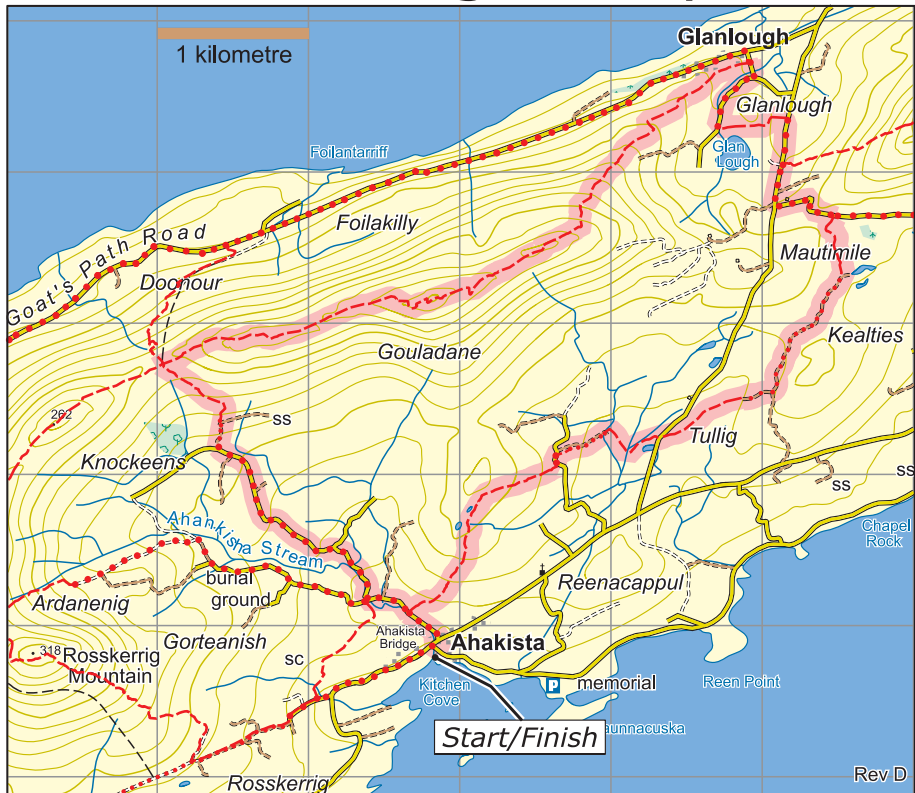 Glanlough
1 kilometre
Glanlough
Foilantarriff
Glan
Lough
Foilakilly
Goat's Path Road
Mautimile
Doonour
Kealties
Gouladane
262
ss
Tullig
Knockeens
ss
ss
Ahankisha Stream
Chapel
Rock
burial
ground
Reenacappul
Ardanenig
Gorteanish
Ahakista
Bridge
Ahakista
318 Rosskerrig
Mountain
sc
Kitchen
Cove
P
memorial
Reen Point
aunnacuska
Start/Finish
Rosskerrig
Rev D